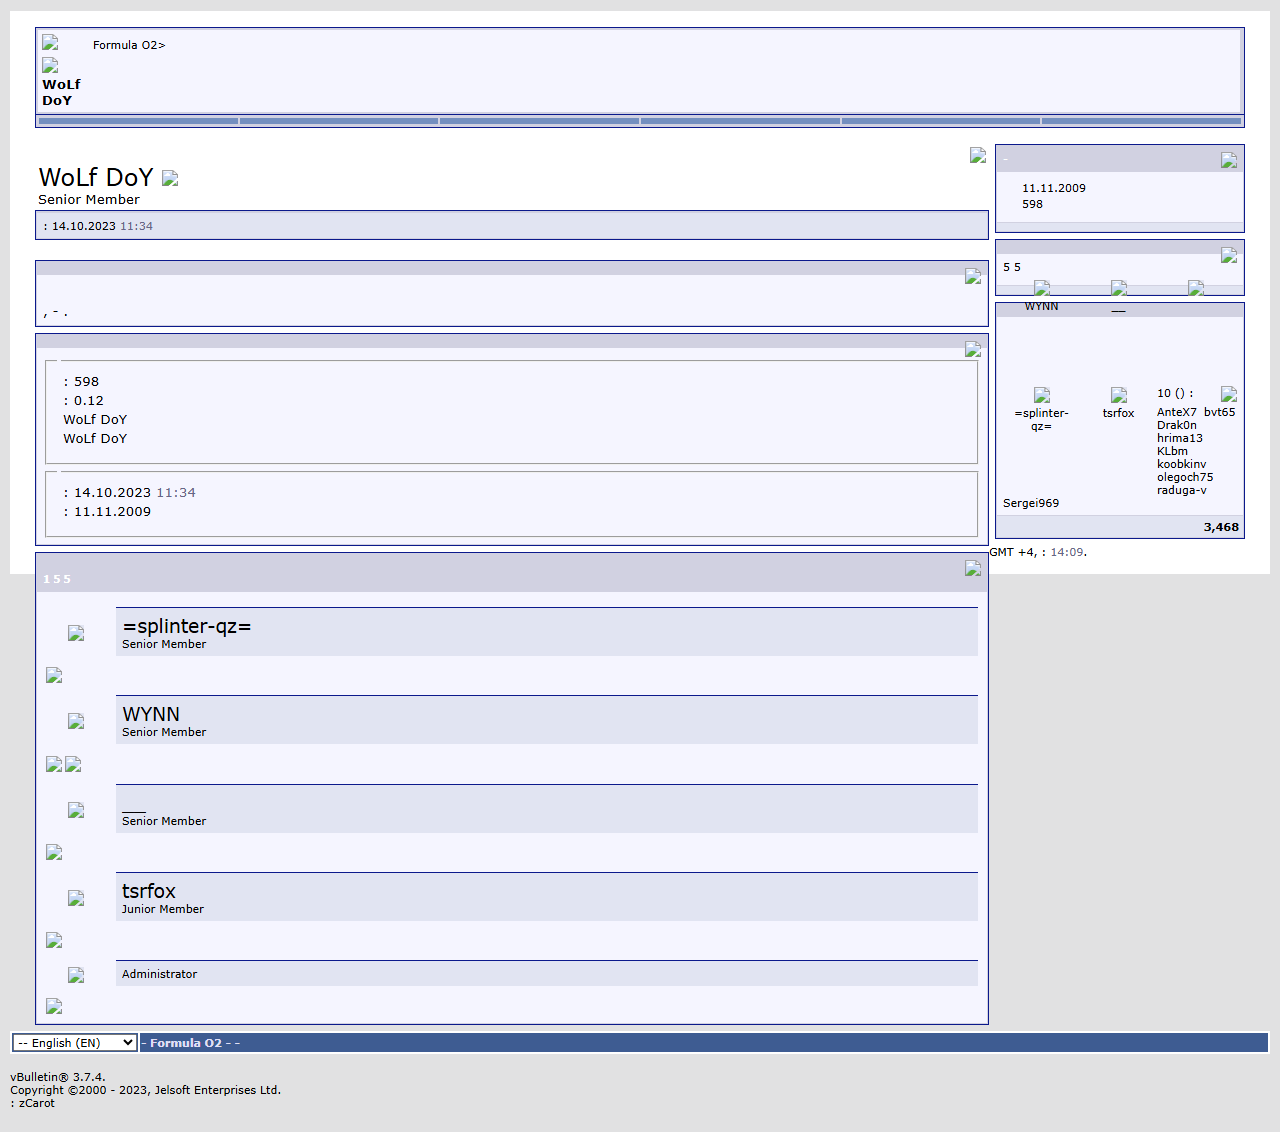 Formula O2>
WoLf
DoY
WoLf DoY
Senior Member
: 14.10.2023 11:34
, - .
: 598
: 0.12
WoLf DoY
WoLf DoY
: 14.10.2023 11:34
: 11.11.2009
1 5 5
=splinter-qz=
Senior Member
WYNN
Senior Member
___
Senior Member
tsrfox
Junior Member
Administrator
-
11.11.2009
598
5 5
WYNN
__
=splinter-
qz=
tsrfox
10 () :
AnteX7 bvt65
Drak0n
hrima13
KLbm
koobkinv
olegoch75
raduga-v
Sergei969
3,468
GMT +4, : 14:09.
-- English (EN)
- Formula O2 - -
vBulletin® 3.7.4.
Copyright ©2000 - 2023, Jelsoft Enterprises Ltd.
: zCarot